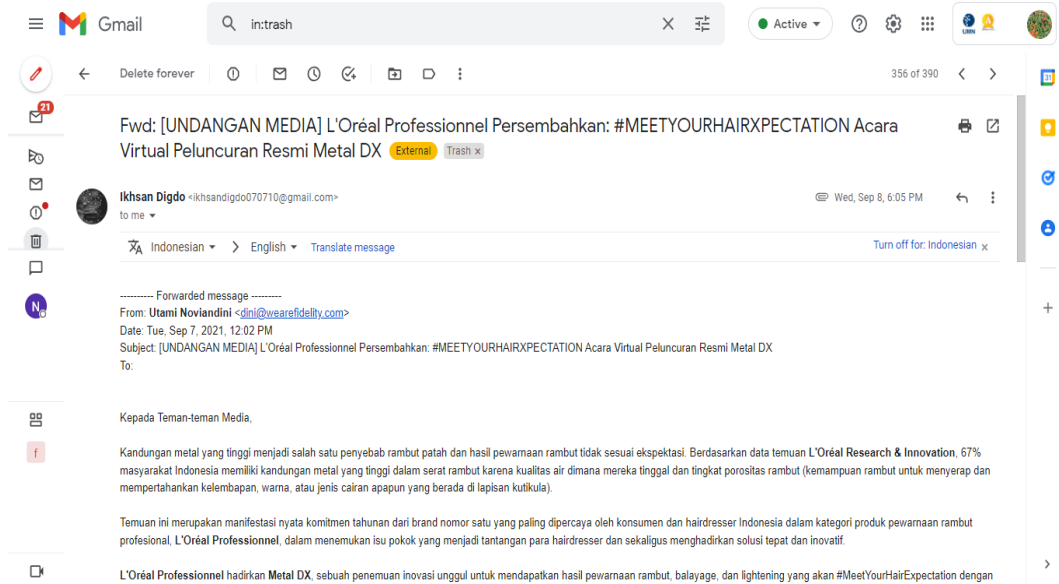 Gmail
in:trash
Active
UMN
Delete forever
356 of 390
31
21
Fwd: [UNDANGAN MEDIA] L'Oréal Professionnel Persembahkan: #MEETYOURHAIRXPECTATION Acara
Virtual Peluncuran Resmi Metal DX External Trash x
Ikhsan Digdo <ikhsandigdo070710@gmail.com>
Wed, Sep 8, 6:05 PM
to me
Indonesian > English Translate message
Turn off for: Indonesian x
N
---------- Forwarded message ---------
From: Utami Noviandini <dini@wearefidelity.com>
Date: Tue, Sep 7, 2021, 12:02 PM
Subject: [UNDANGAN MEDIA] L'Oréal Professionnel Persembahkan: #MEETYOURHAIRXPECTATION Acara Virtual Peluncuran Resmi Metal DX
To:
Kepada Teman-teman Media,
f
Kandungan metal yang tinggi menjadi salah satu penyebab rambut patah dan hasil pewarnaan rambut tidak sesuai ekspektasi. Berdasarkan data temuan L'Oréal Research & Innovation, 67%
masyarakat Indonesia memiliki kandungan metal yang tinggi dalam serat rambut karena kualitas air dimana mereka tinggal dan tingkat porositas rambut (kemampuan rambut untuk menyerap dan
mempertahankan kelembapan, warna, atau jenis cairan apapun yang berada di lapisan kutikula).
Temuan ini merupakan manifestasi nyata komitmen tahunan dari brand nomor satu yang paling dipercaya oleh konsumen dan hairdresser Indonesia dalam kategori produk pewarnaan rambut
profesional, L'Oréal Professionnel, dalam menemukan isu pokok yang menjadi tantangan para hairdresser dan sekaligus menghadirkan solusi tepat dan inovatif.
L'Oréal Professionnel hadirkan Metal DX, sebuah penemuan inovasi unggul untuk mendapatkan hasil pewarnaan rambut, balayage, dan lightening yang akan #MeetYourHairExpectation dengan